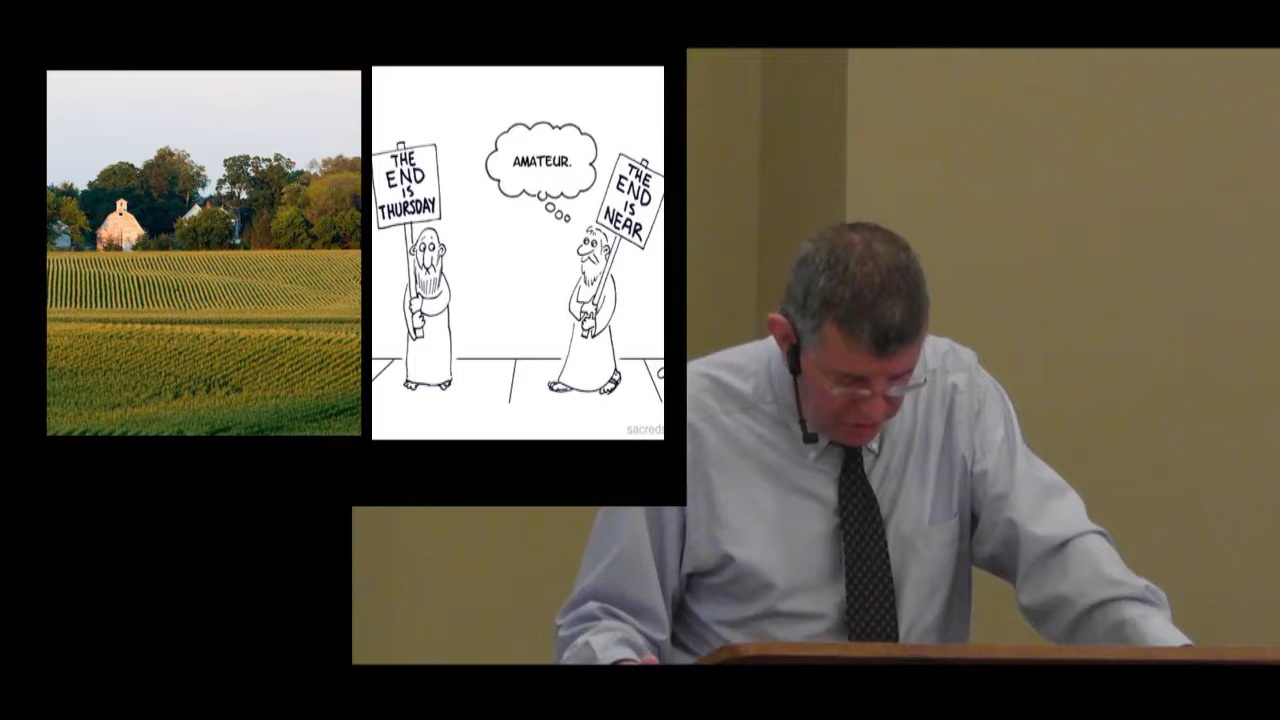 THE
END
IS
THURSDAY
AMATEUR.
THE
END
IS
NEAR